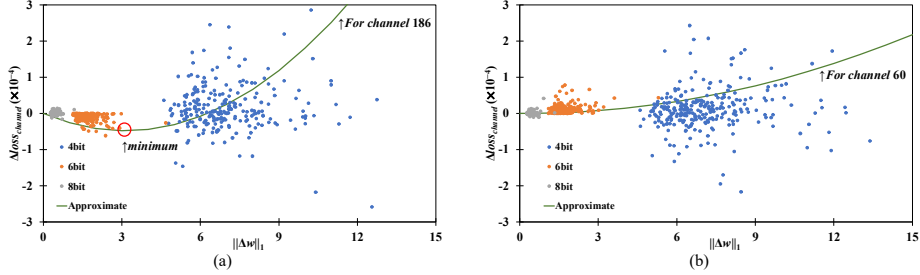 3
2
1
0
-1
-2
-3
Δloss_channel(×10⁻⁴)
↑For channel 186
↑minimum
4bit
6bit
8bit
Approximate
0 3 6 9 12 15
||Δw||₁
(a)
3
2
1
0
-1
-2
-3
Δloss_channel(×10⁻⁴)
↑For channel 60
4bit
6bit
8bit
Approximate
0 3 6 9 12 15
||Δw||₁
(b)